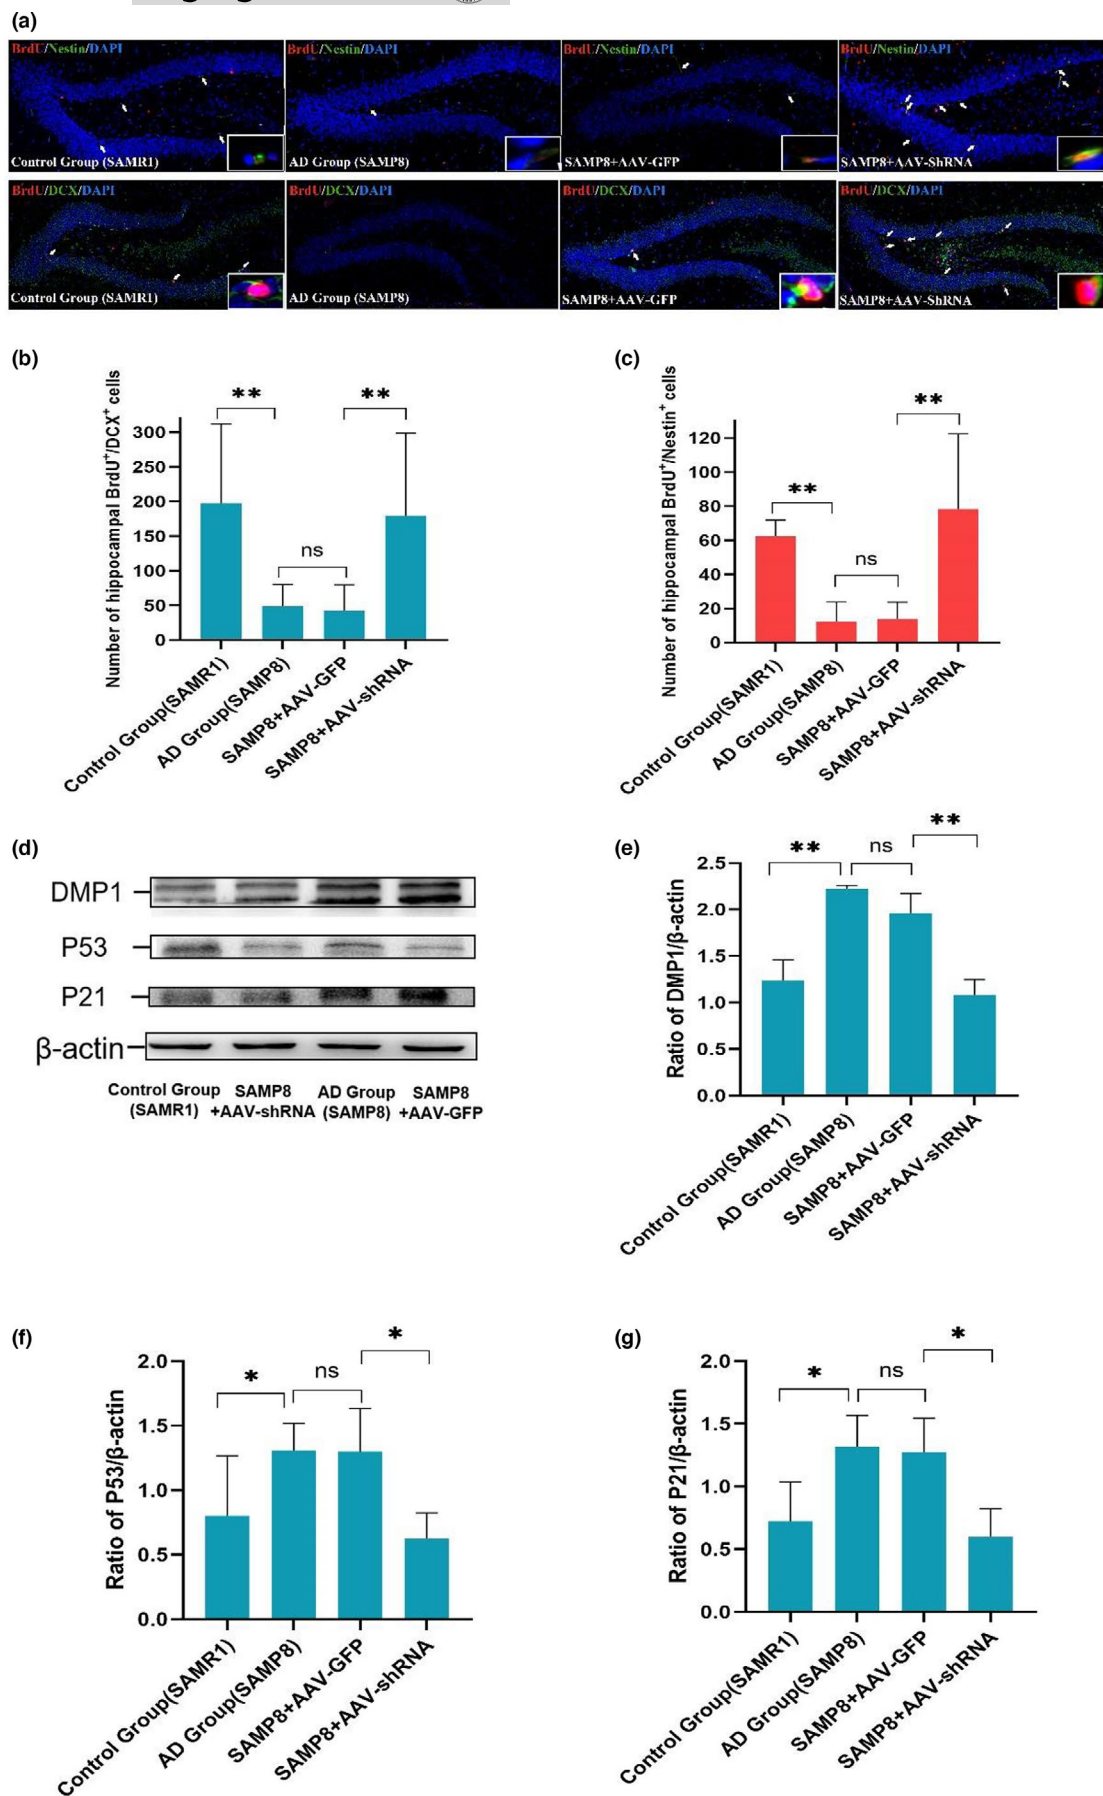 (a)
BrdU/Nestin/DAPI
BrdU/Nestin/DAPI
BrdU/Nestin/DAPI
BrdU/Nestin/DAPI
Control Group (SAMR1)
AD Group (SAMP8)
SAMP8+AAV-GFP
SAMP8+AAV-ShRNA
BrdU/DCX/DAPI
BrdU/DCX/DAPI
BrdU/DCX/DAPI
BrdU/DCX/DAPI
Control Group (SAMR1)
AD Group (SAMP8)
SAMP8+AAV-GFP
SAMP8+AAV-ShRNA
(b)
Number of hippocampal BrdU⁺/DCX⁺ cells
300
250
200
150
100
50
0
**
ns
**
Control Group(SAMR1)
AD Group(SAMP8)
SAMP8+AAV-GFP
SAMP8+AAV-shRNA
(c)
Number of hippocampal BrdU⁺/Nestin⁺ cells
120
100
80
60
40
20
0
**
ns
**
Control Group(SAMR1)
AD Group(SAMP8)
SAMP8+AAV-GFP
SAMP8+AAV-shRNA
(d)
DMP1
P53
P21
β-actin
Control Group
(SAMR1)
SAMP8
+AAV-shRNA
AD Group
(SAMP8)
SAMP8
+AAV-GFP
(e)
Ratio of DMP1/β-actin
2.5
2.0
1.5
1.0
0.5
0.0
**
ns
**
Control Group(SAMR1)
AD Group(SAMP8)
SAMP8+AAV-GFP
SAMP8+AAV-shRNA
(f)
Ratio of P53/β-actin
2.0
1.5
1.0
0.5
0.0
*
ns
*
Control Group(SAMR1)
AD Group(SAMP8)
SAMP8+AAV-GFP
SAMP8+AAV-shRNA
(g)
Ratio of P21/β-actin
2.0
1.5
1.0
0.5
0.0
*
ns
*
Control Group(SAMR1)
AD Group(SAMP8)
SAMP8+AAV-GFP
SAMP8+AAV-shRNA